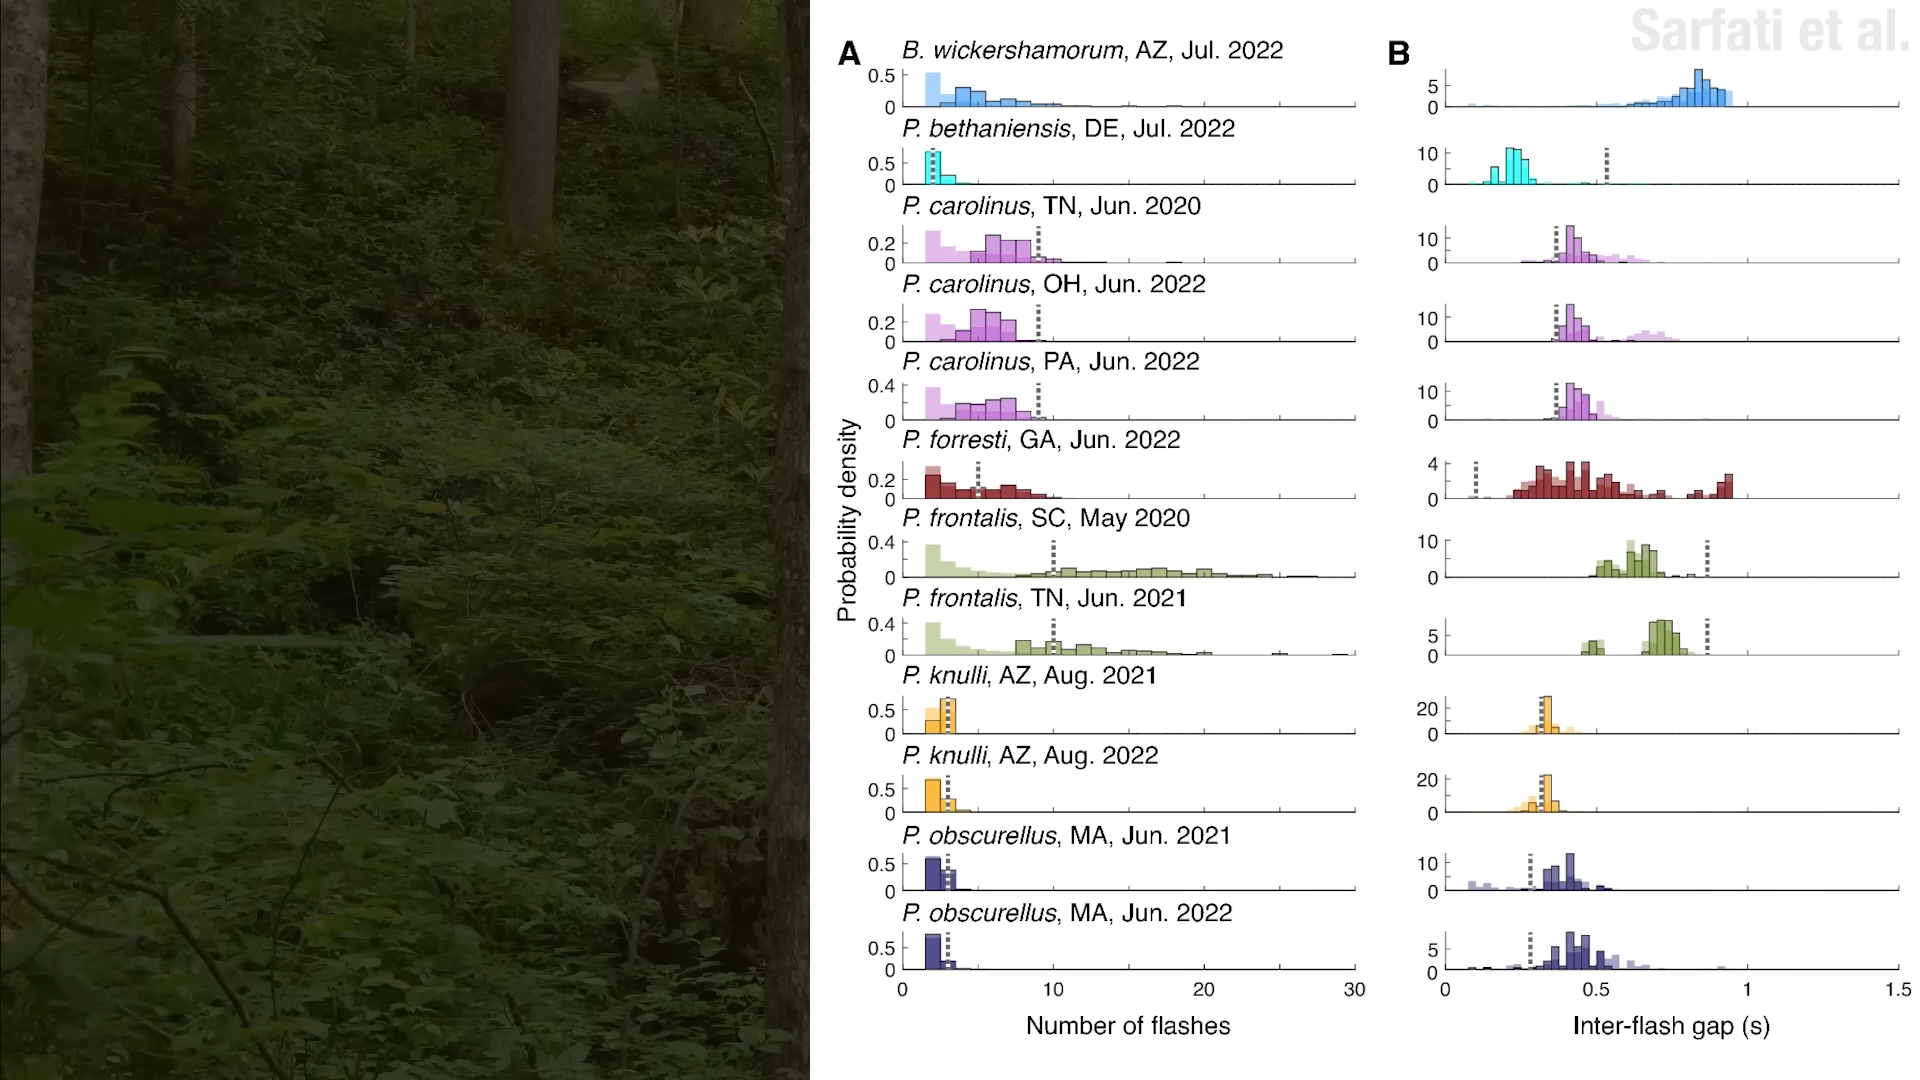 Sarfati et al.
A
B
B. wickershamorum, AZ, Jul. 2022
0.5
0
5
0
P. bethaniensis, DE, Jul. 2022
0.5
0
10
0
P. carolinus, TN, Jun. 2020
0.2
0
10
0
P. carolinus, OH, Jun. 2022
0.2
0
10
0
P. carolinus, PA, Jun. 2022
0.4
0
10
0
P. forresti, GA, Jun. 2022
0.2
0
4
0
P. frontalis, SC, May 2020
0.4
0
10
0
P. frontalis, TN, Jun. 2021
0.4
0
5
0
P. knulli, AZ, Aug. 2021
0.5
0
20
0
P. knulli, AZ, Aug. 2022
0.5
0
20
0
P. obscurellus, MA, Jun. 2021
0.5
0
10
0
P. obscurellus, MA, Jun. 2022
0.5
0
5
0
Probability density
0 10 20 30
0 0.5 1 1.5
Number of flashes
Inter-flash gap (s)